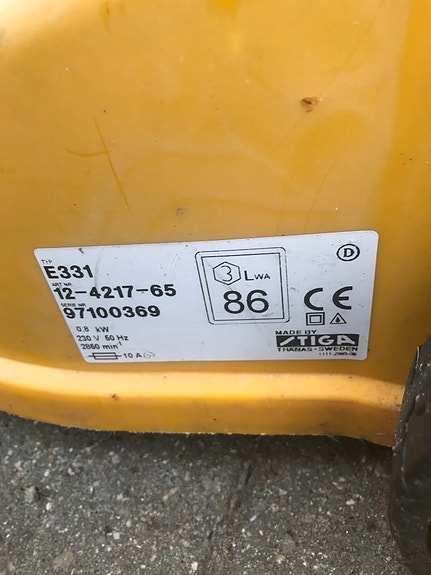 TYP
E331
ART NR
12-4217-65
SERIE NR
97100369
0,8 kW
230 V 50 Hz
2850 min⁻¹
10 A
3 LWA
86
D
CE
MADE BY
STIGA
TRANÅS-SWEDEN